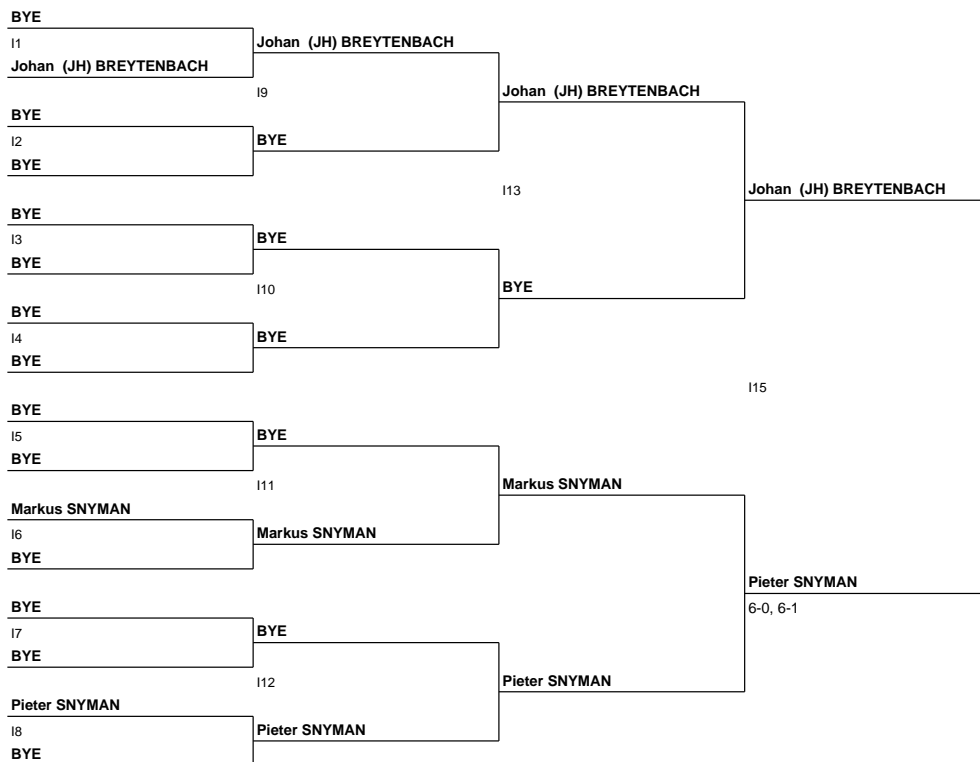 BYE
I1
Johan (JH) BREYTENBACH
BYE
I2
BYE
BYE
I3
BYE
BYE
I4
BYE
BYE
I5
BYE
Markus SNYMAN
I6
BYE
BYE
I7
BYE
Pieter SNYMAN
I8
BYE
Johan (JH) BREYTENBACH
I9
BYE
BYE
I10
BYE
BYE
I11
Markus SNYMAN
BYE
I12
Pieter SNYMAN
Johan (JH) BREYTENBACH
I13
BYE
Markus SNYMAN
Pieter SNYMAN
Johan (JH) BREYTENBACH
I15
Pieter SNYMAN
6-0, 6-1